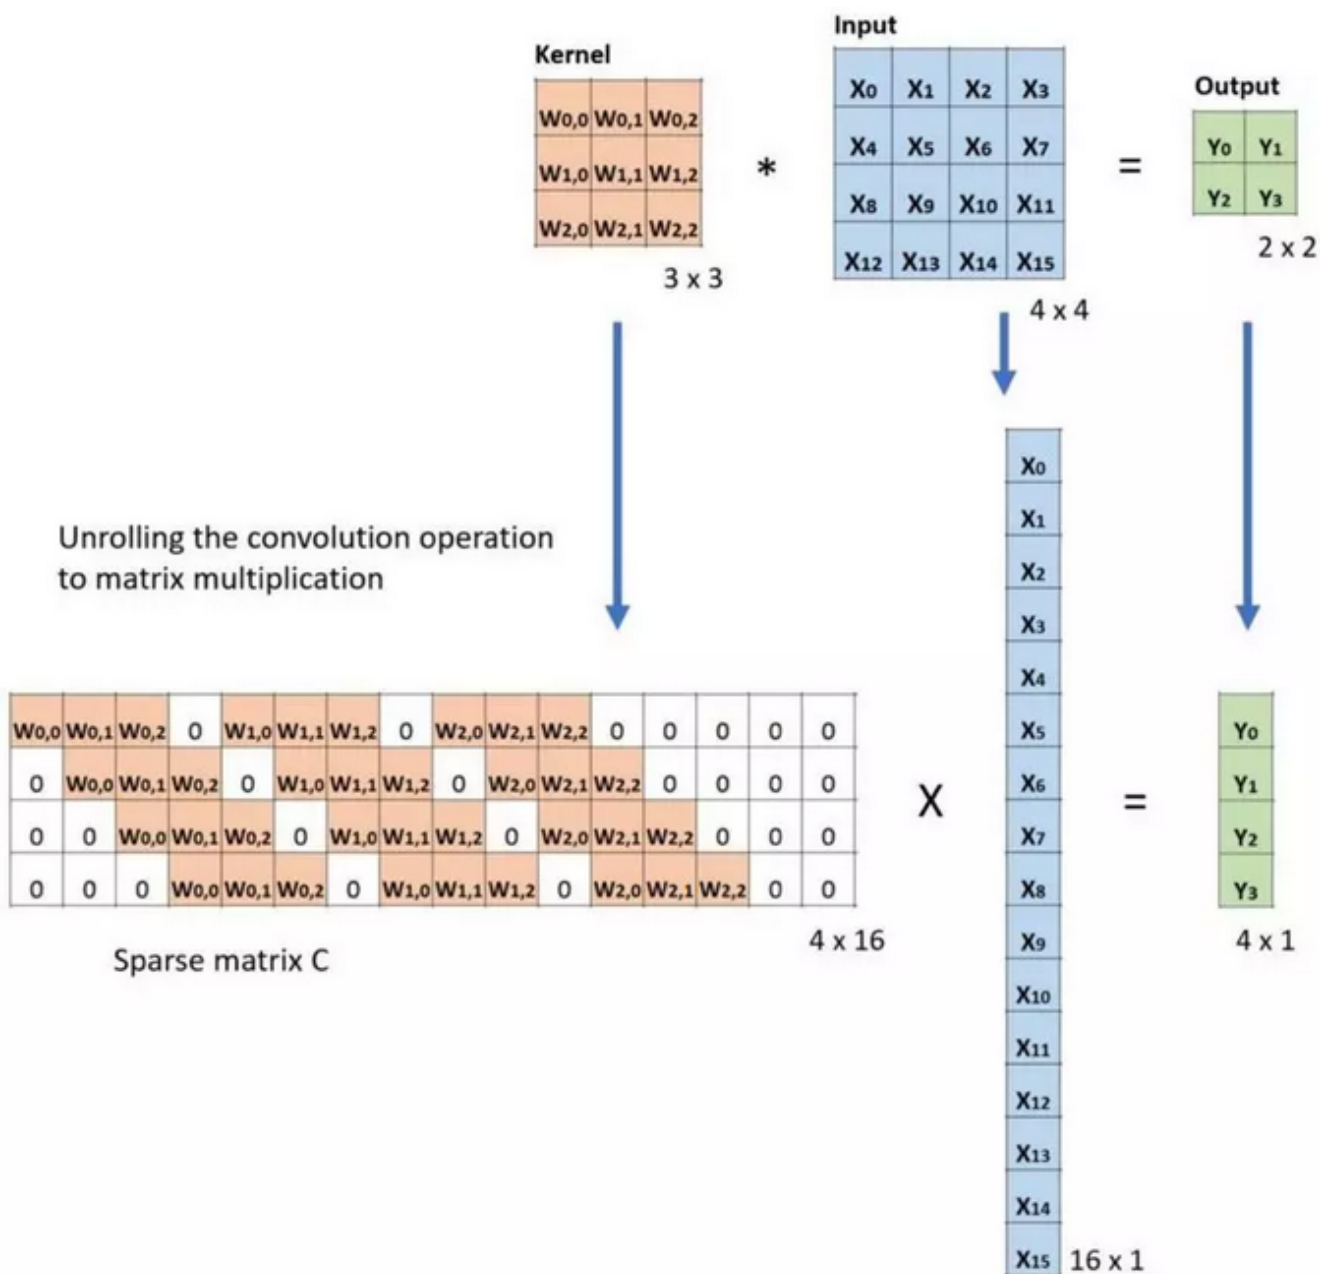 Input
Kernel
Output
X0 X1 X2 X3
W0,0 W0,1 W0,2
X4 X5 X6 X7
Y0 Y1
W1,0 W1,1 W1,2
*
=
X8 X9 X10 X11
Y2 Y3
W2,0 W2,1 W2,2
X12 X13 X14 X15
2 x 2
3 x 3
4 x 4
Unrolling the convolution operation
to matrix multiplication
X0
X1
X2
X3
X4
X5
X6
X7
X8
X9
X10
X11
X12
X13
X14
X15
16 x 1
W0,0 W0,1 W0,2 0 W1,0 W1,1 W1,2 0 W2,0 W2,1 W2,2 0 0 0 0 0
0 W0,0 W0,1 W0,2 0 W1,0 W1,1 W1,2 0 W2,0 W2,1 W2,2 0 0 0 0
0 0 W0,0 W0,1 W0,2 0 W1,0 W1,1 W1,2 0 W2,0 W2,1 W2,2 0 0 0
0 0 0 W0,0 W0,1 W0,2 0 W1,0 W1,1 W1,2 0 W2,0 W2,1 W2,2 0 0
4 x 16
Sparse matrix C
X
=
Y0
Y1
Y2
Y3
4 x 1